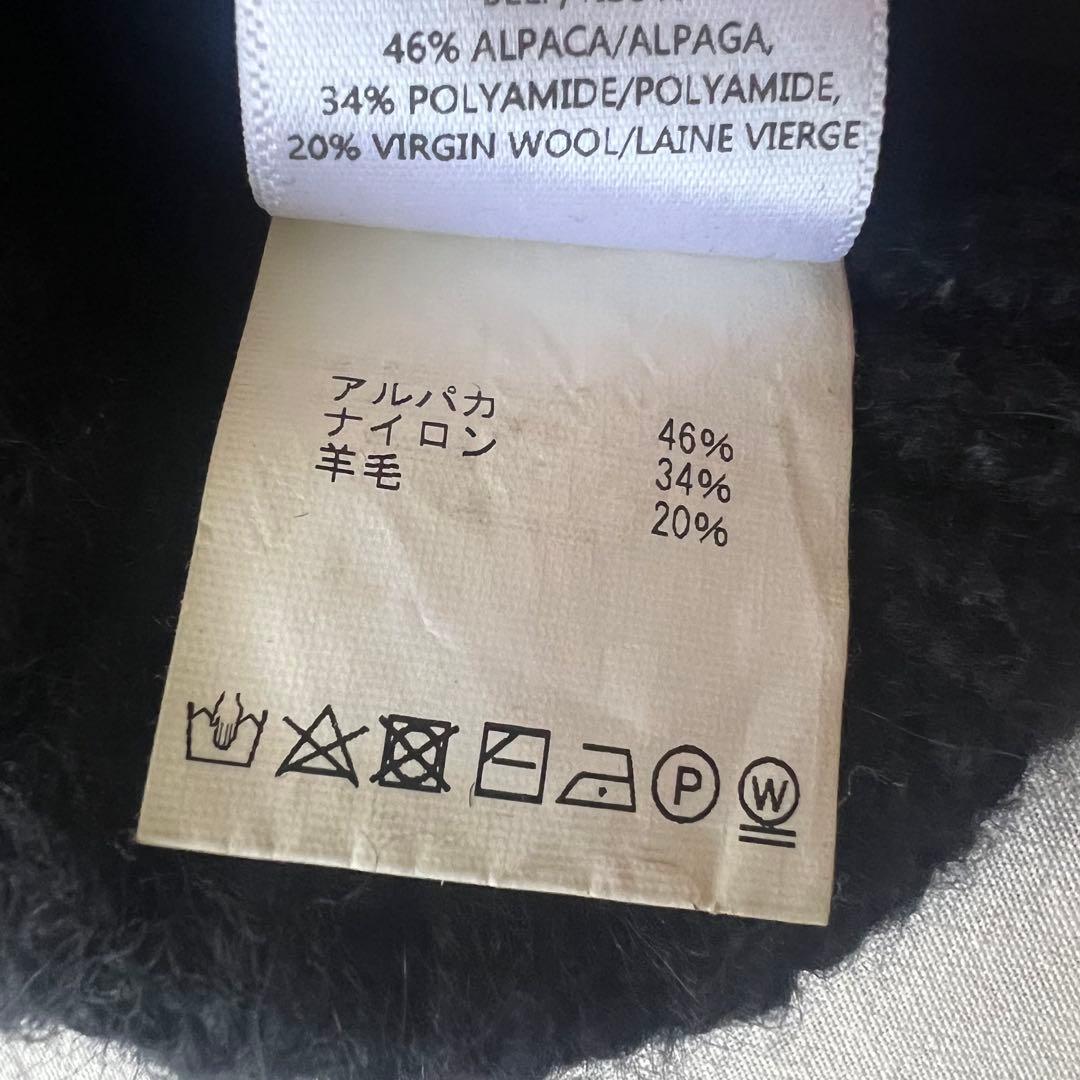 46% ALPACA/ALPAGA,
34% POLYAMIDE/POLYAMIDE,
20% VIRGIN WOOL/LAINE VIERGE
アルパカ 46%
ナイロン 34%
羊毛 20%
P W